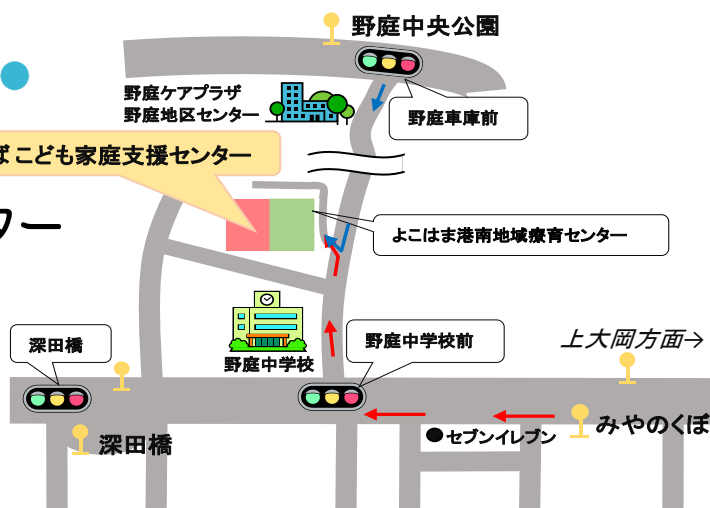 野庭中央公園
野庭ケアプラザ
野庭地区センター
野庭車庫前
こども家庭支援センター
ター
よこはま港南地域療育センター
深田橋
野庭中学校
野庭中学校前
上大岡方面→
深田橋
セブンイレブン
みやのくぼ